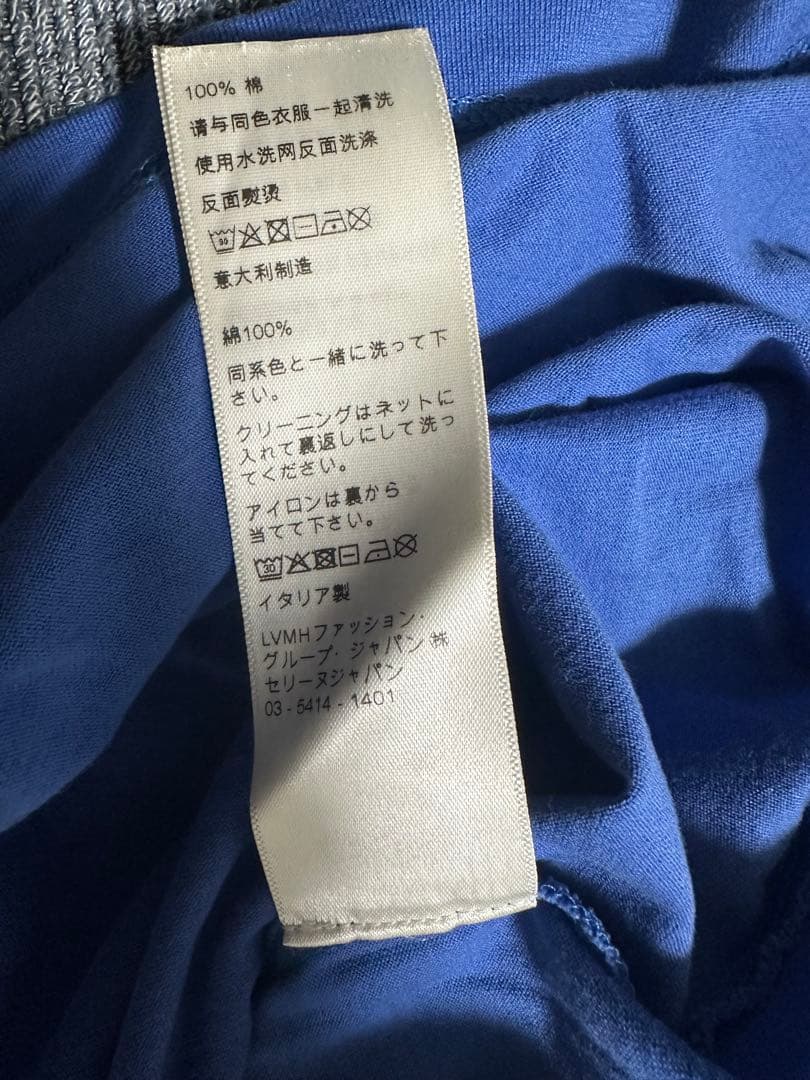 100% 棉
请与同色衣服一起清洗
使用水洗网反面洗涤
反面熨烫
30
意大利制造
綿100%
同系色と一緒に洗って下
さい。
クリーニングはネットに
入れて裏返しにして洗っ
てください。
アイロンは裏から
当てて下さい。
30
イタリア製
LVMHファッション・
グループ・ジャパン㈱
セリーヌジャパン
03 - 5414 - 1401